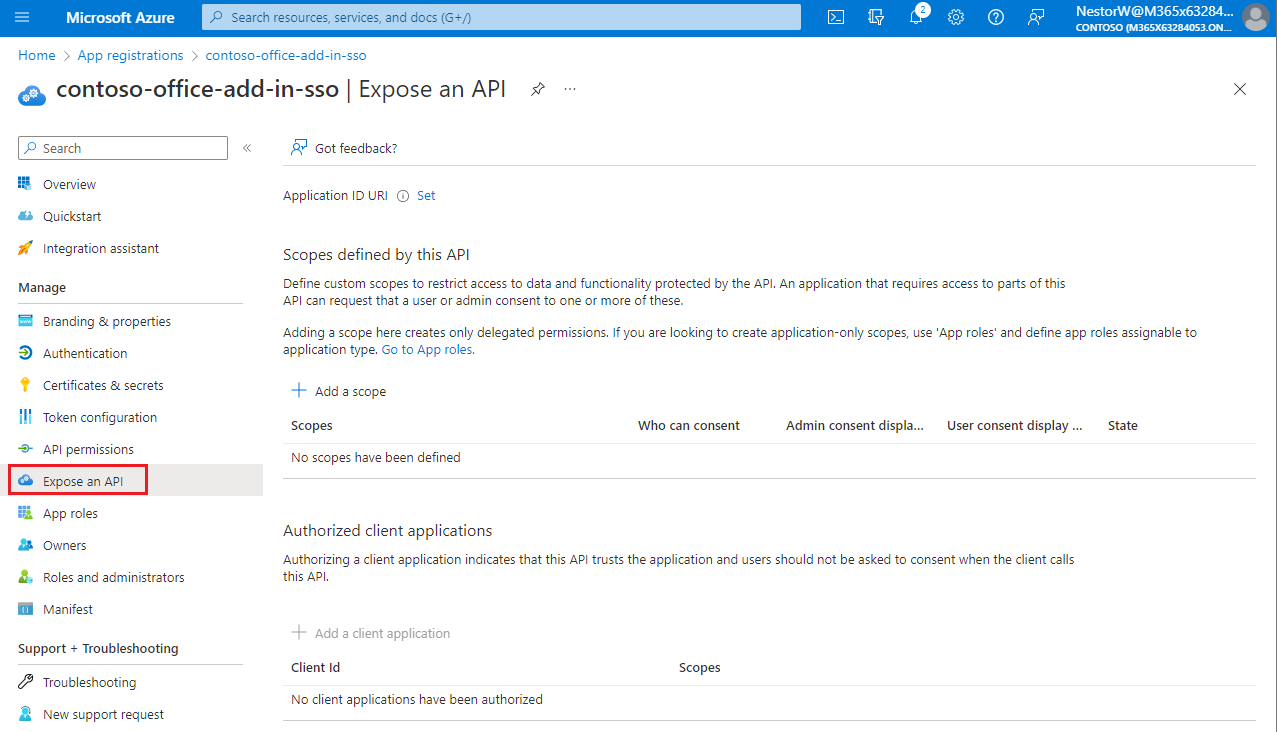 Microsoft Azure
Search resources, services, and docs (G+/)
2
NestorW@M365x63284...
CONTOSO (M365X63284053.ON...
Home > App registrations > contoso-office-add-in-sso
contoso-office-add-in-sso | Expose an API
Search
Got feedback?
Overview
Application ID URI Set
Quickstart
Integration assistant
Scopes defined by this API
Define custom scopes to restrict access to data and functionality protected by the API. An application that requires access to parts of this
API can request that a user or admin consent to one or more of these.
Manage
Branding & properties
Adding a scope here creates only delegated permissions. If you are looking to create application-only scopes, use 'App roles' and define app roles assignable to
application type. Go to App roles.
Authentication
Certificates & secrets
Add a scope
Token configuration
Scopes Who can consent Admin consent displa... User consent display ... State
API permissions
No scopes have been defined
Expose an API
App roles
Authorized client applications
Owners
Authorizing a client application indicates that this API trusts the application and users should not be asked to consent when the client calls
this API.
Roles and administrators
Manifest
Add a client application
Support + Troubleshooting
Client Id Scopes
Troubleshooting
No client applications have been authorized
New support request